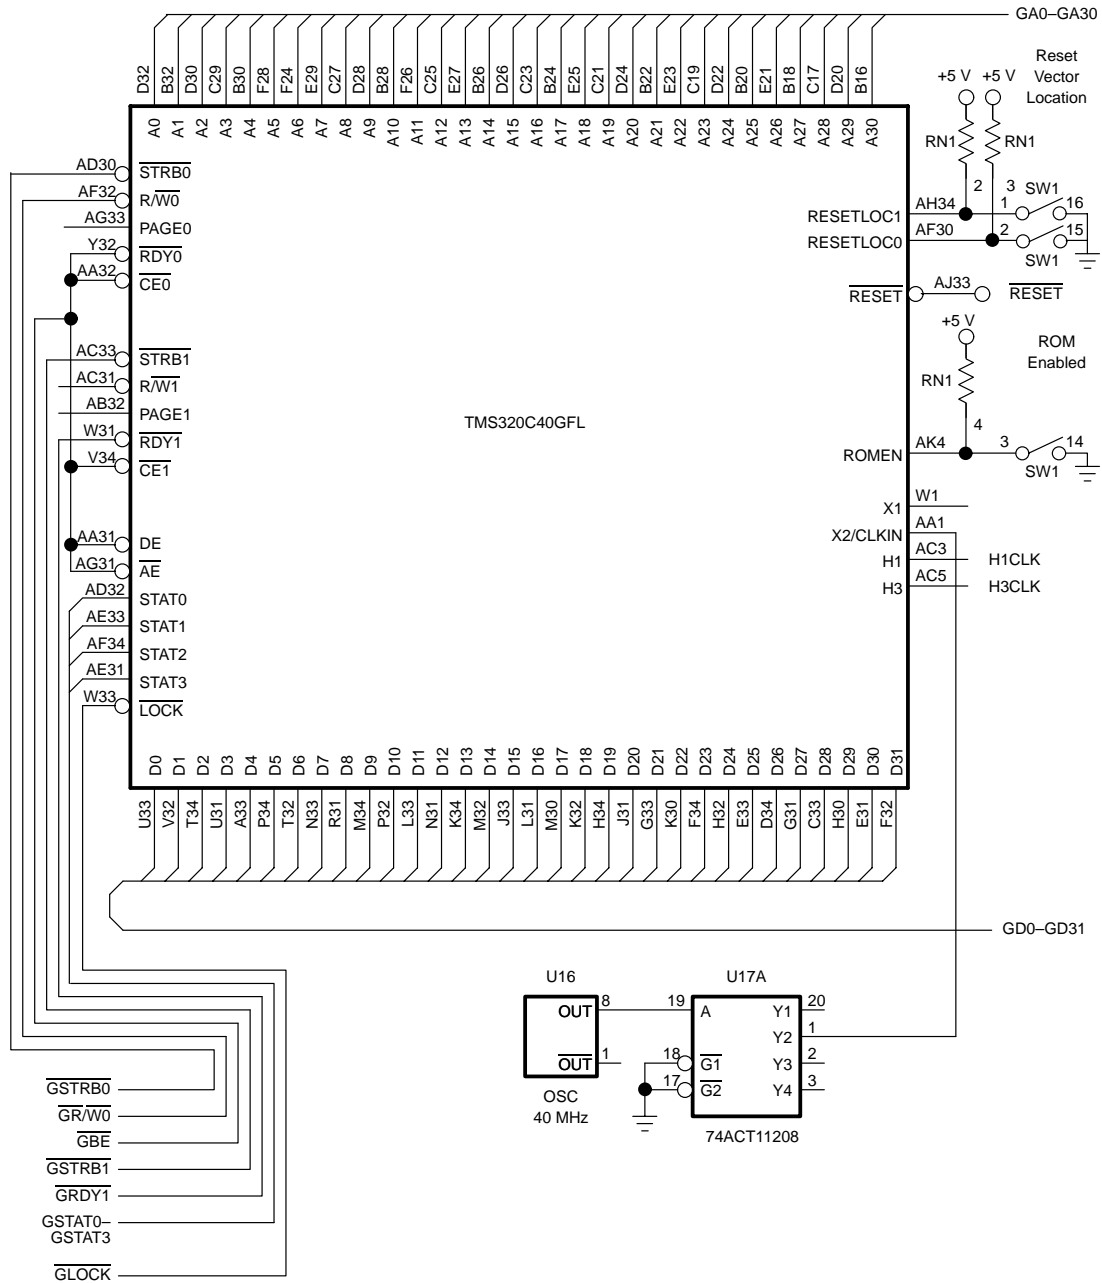 GA0–GA30
D32 B32 D30 C29 B30 F28 F24 E29 C27 D28 B28 F26 C25 E27 B26 D26 C23 B24 E25 C21 D24 B22 E23 C19 D22 B20 E21 B18 C17 D20 B16
A0 A1 A2 A3 A4 A5 A6 A7 A8 A9 A10 A11 A12 A13 A14 A15 A16 A17 A18 A19 A20 A21 A22 A23 A24 A25 A26 A27 A28 A29 A30
Reset
Vector
Location
+5 V +5 V
RN1 RN1
2 3
AD30 STRB0
AF32 R/W0
AG33 PAGE0
Y32 RDY0
AA32 CE0
AC33 STRB1
AC31 R/W1
AB32 PAGE1
W31 RDY1
V34 CE1
AA31 DE
AG31 AE
AD32 STAT0
AE33 STAT1
AF34 STAT2
AE31 STAT3
W33 LOCK
TMS320C40GFL
RESETLOC1 AH34 1 SW1 16
RESETLOC0 AF30 2 SW1 15
RESET AJ33 RESET
+5 V
ROM
Enabled
RN1
4
ROMEN AK4 3 SW1 14
X1 W1
X2/CLKIN AA1
H1 AC3 H1CLK
H3 AC5 H3CLK
D0 D1 D2 D3 D4 D5 D6 D7 D8 D9 D10 D11 D12 D13 D14 D15 D16 D17 D18 D19 D20 D21 D22 D23 D24 D25 D26 D27 D28 D29 D30 D31
U33 V32 T34 U31 A33 P34 T32 N33 R31 M34 P32 L33 N31 K34 M32 J33 L31 M30 K32 H34 J31 G33 K30 F34 H32 E33 D34 G31 C33 H30 E31 F32
GD0–GD31
U16
OUT 8
OUT 1
OSC
40 MHz
U17A
19 A Y1 20
Y2 1
18 G1 Y3 2
17 G2 Y4 3
74ACT11208
GSTRB0
GR/W0
GBE
GSTRB1
GRDY1
GSTAT0–
GSTAT3
GLOCK